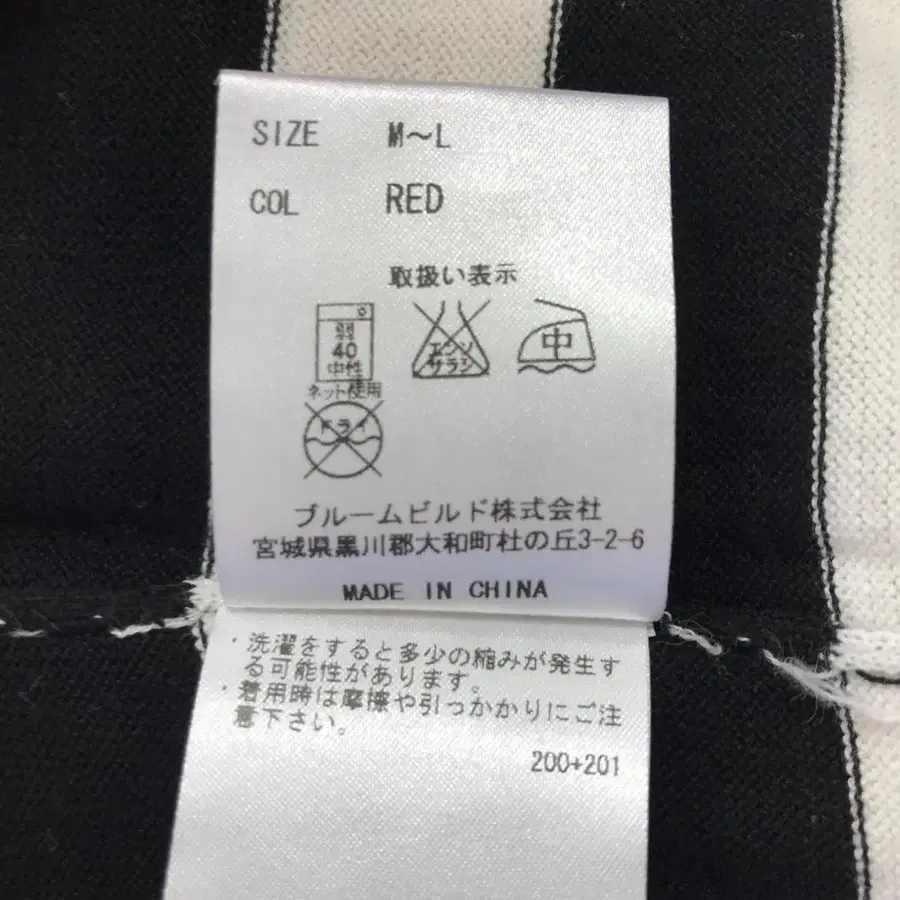 SIZE M～L
COL RED
取扱い表示
弱
40
中性
ネット使用
エンソ
サラシ
中
ドライ
ブルームビルド株式会社
宮城県黒川郡大和町杜の丘3-2-6
MADE IN CHINA
・洗濯をすると多少の縮みが発生す
る可能性があります。
・着用時は摩擦や引っかかりにご注
意下さい。
200+201